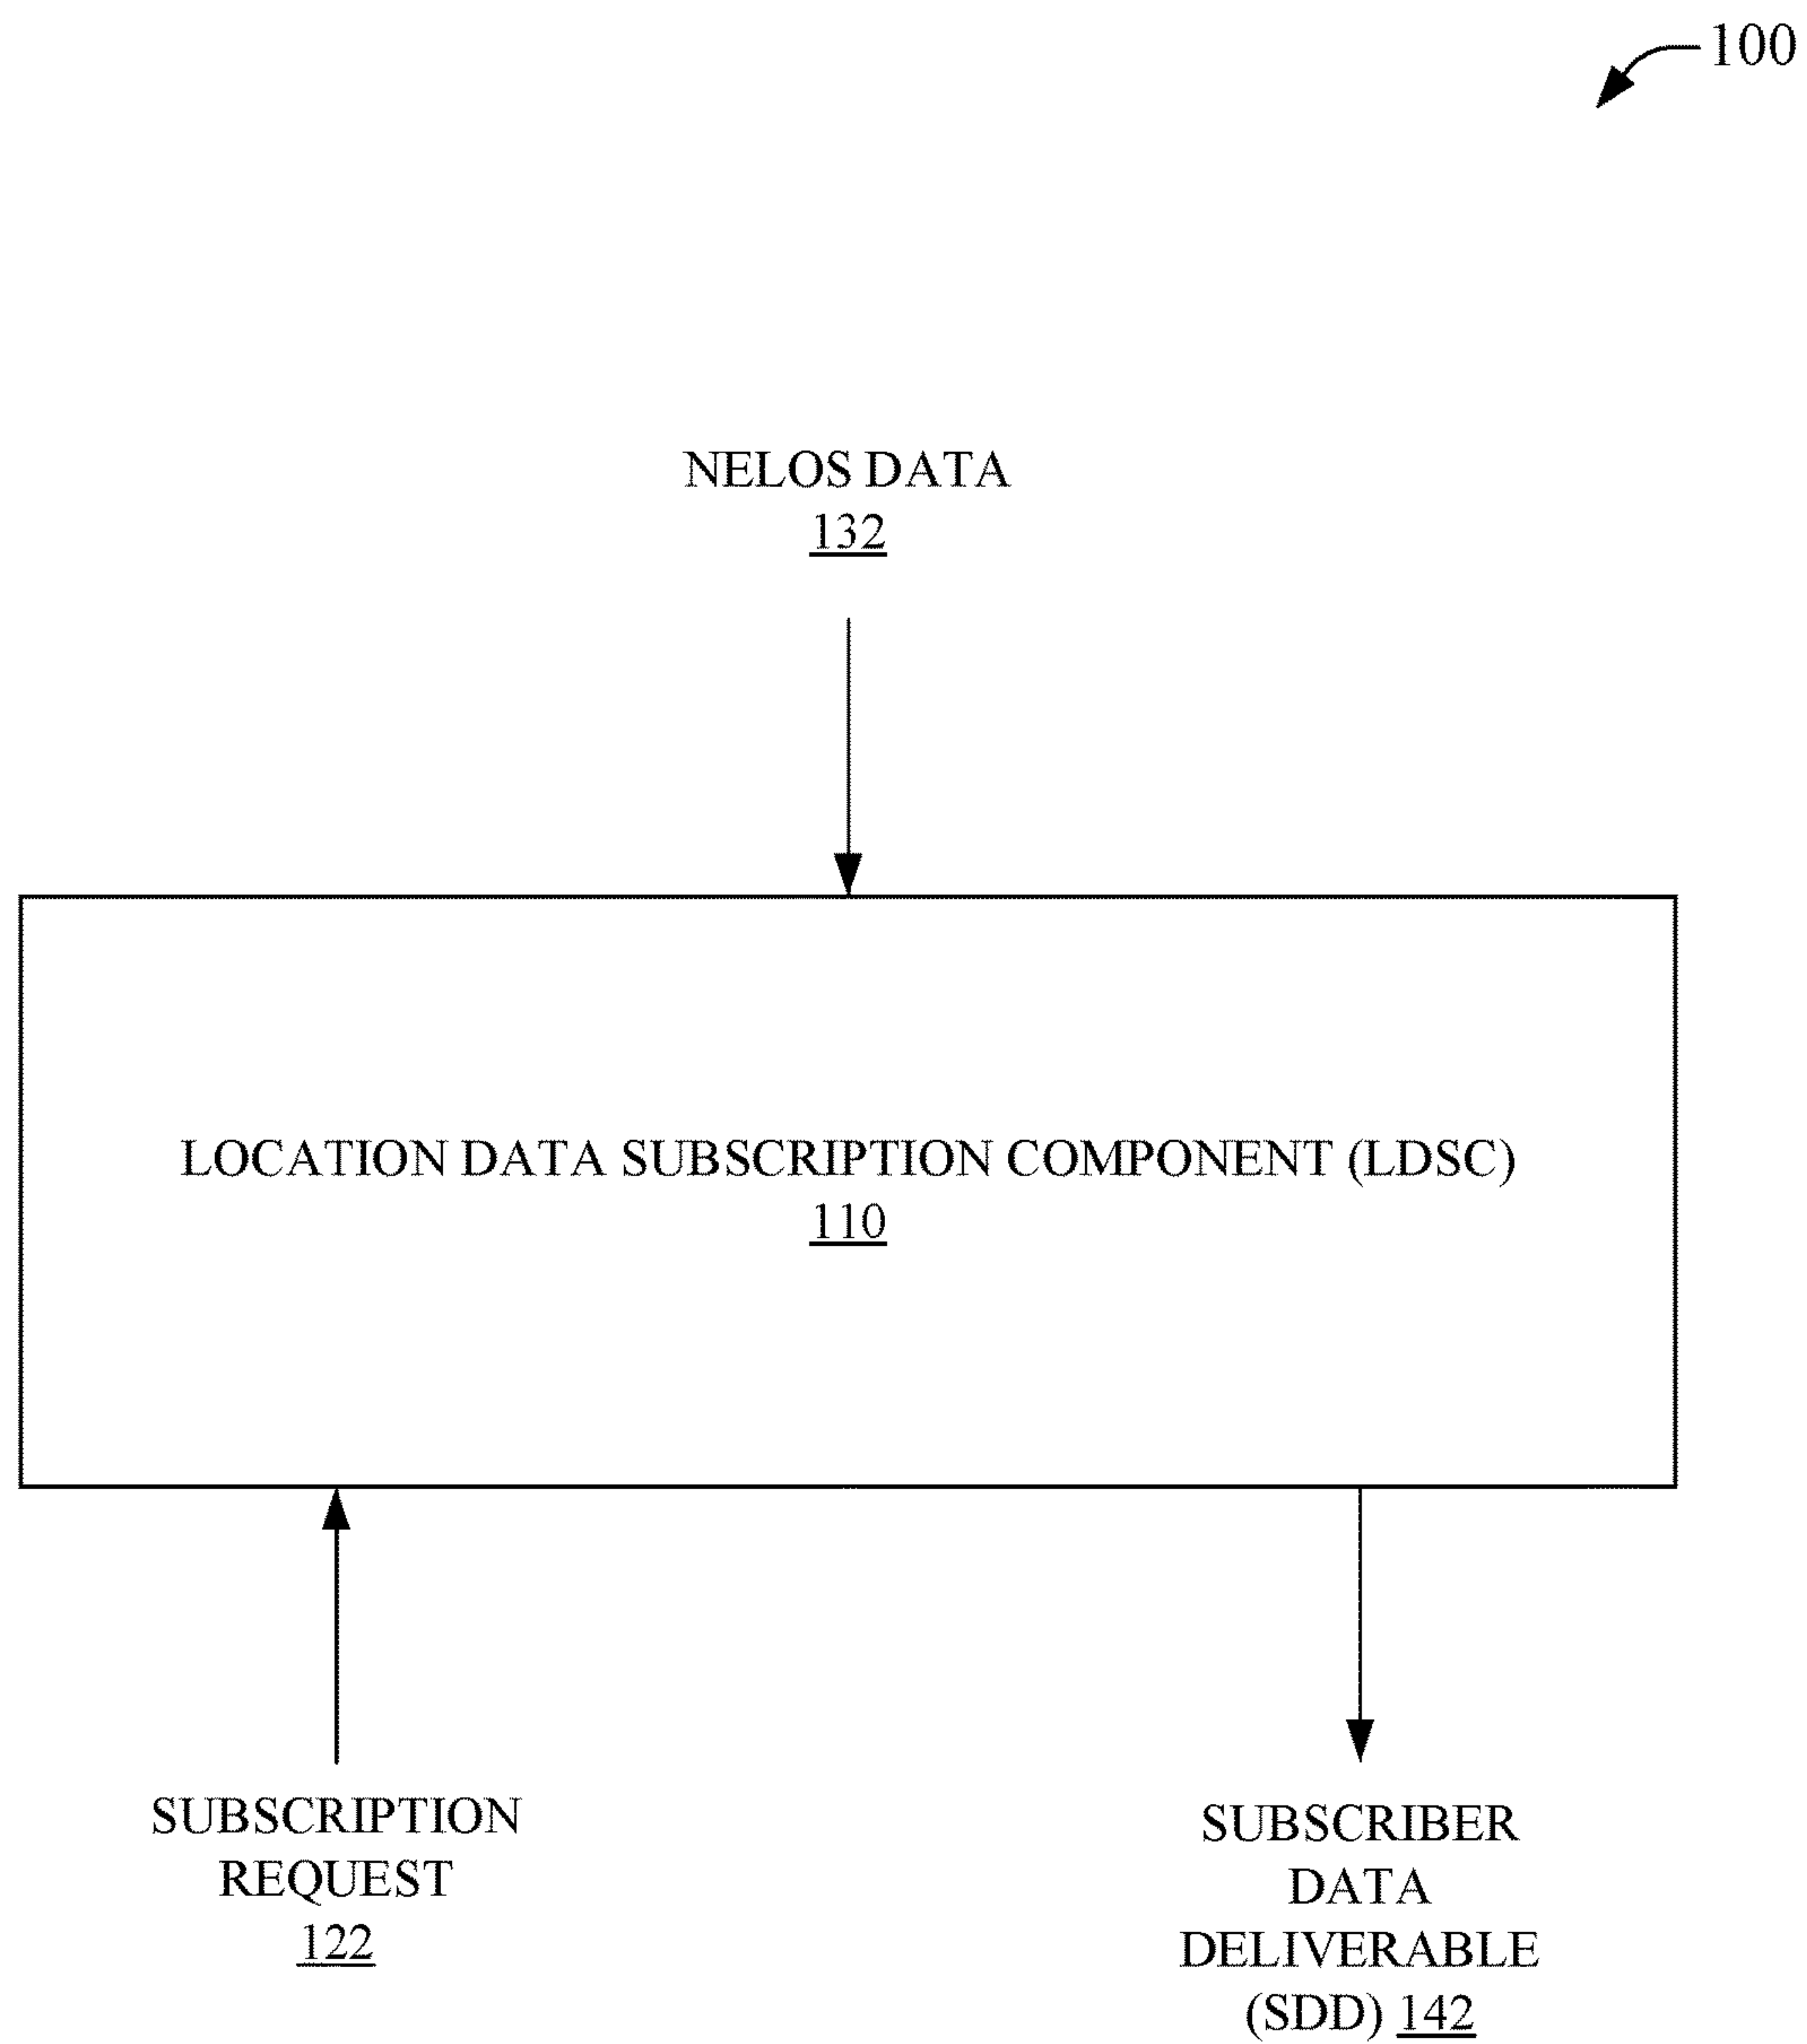 100
NELOS DATA
132
LOCATION DATA SUBSCRIPTION COMPONENT (LDSC)
110
SUBSCRIPTION
REQUEST
122
SUBSCRIBER
DATA
DELIVERABLE
(SDD) 142